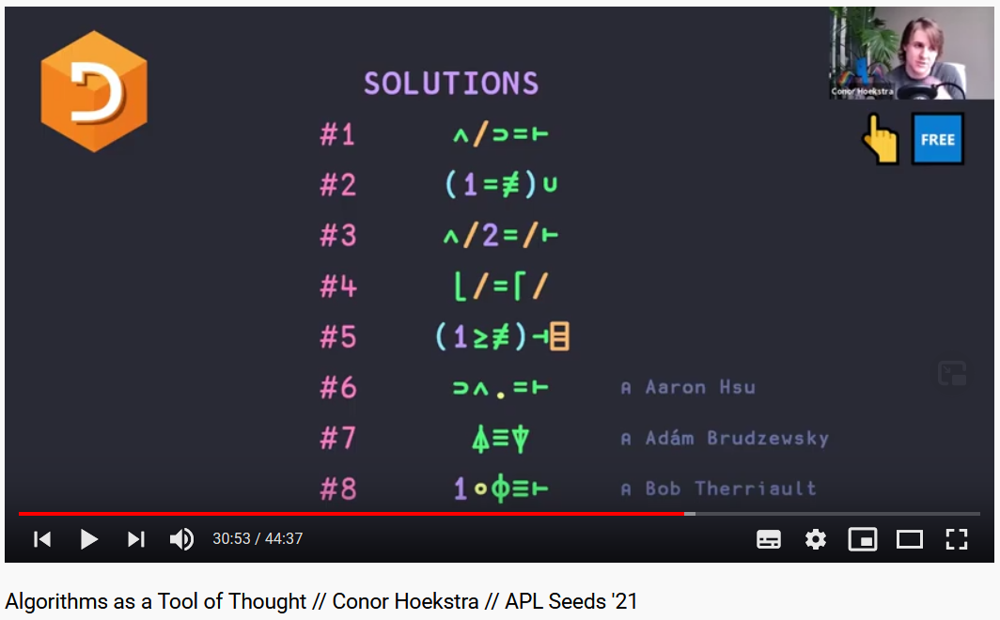 SOLUTIONS
Conor Hoekstra
FREE
#1 ∧/⊃=⊢
#2 (1=≢)∪
#3 ∧/2=/⊢
#4 ⌊/=⌈/
#5 (1≥≢)⊣⌸
#6 ⊃∧.=⊢ ⍝ Aaron Hsu
#7 ⍋≡⍒ ⍝ Adám Brudzewsky
#8 1∘⌽≡⊢ ⍝ Bob Therriault
30:53 / 44:37
Algorithms as a Tool of Thought // Conor Hoekstra // APL Seeds '21